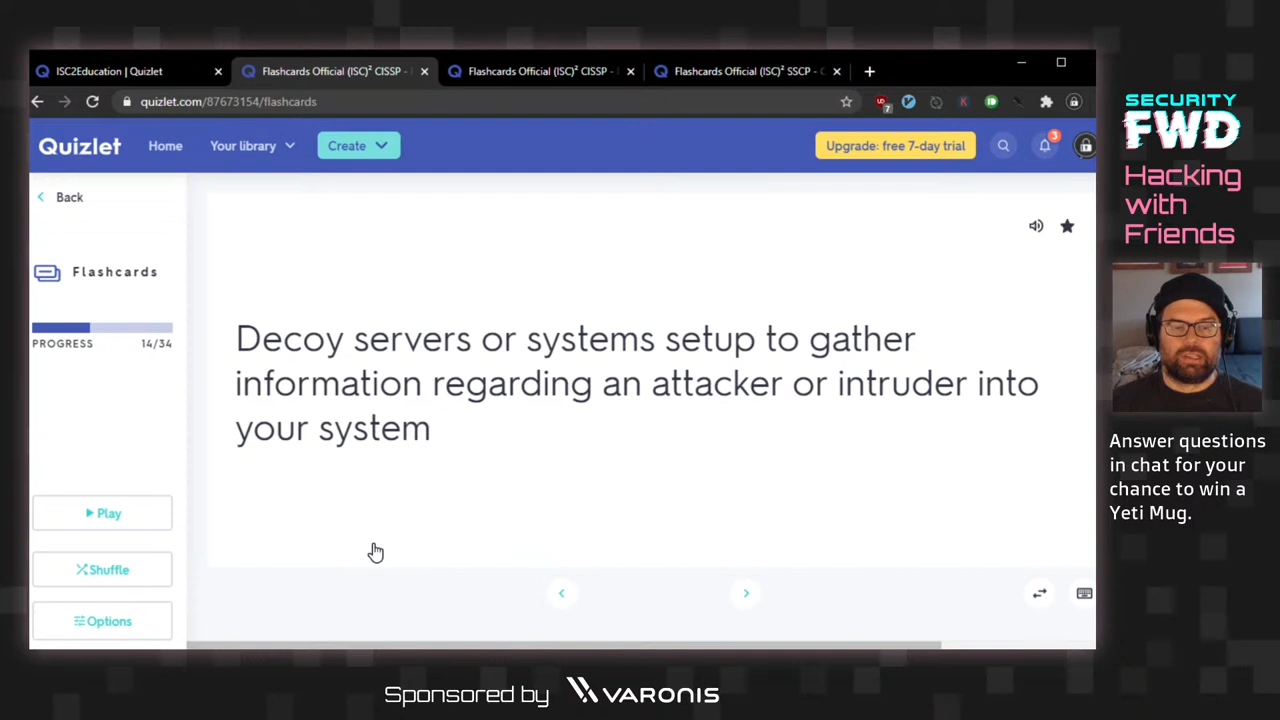 ISC2Education | Quizlet
Flashcards Official (ISC)² CISSP -
Flashcards Official (ISC)² CISSP -
Flashcards Official (ISC)² SSCP -
quizlet.com/87673154/flashcards
7
Quizlet
Home
Your library
Create
Upgrade: free 7-day trial
3
Back
Flashcards
PROGRESS 14/34
Decoy servers or systems setup to gather
information regarding an attacker or intruder into
your system
Play
Shuffle
Options
SECURITY
FWD
Hacking
with
Friends
Answer questions
in chat for your
chance to win a
Yeti Mug.
Sponsored by VARONIS